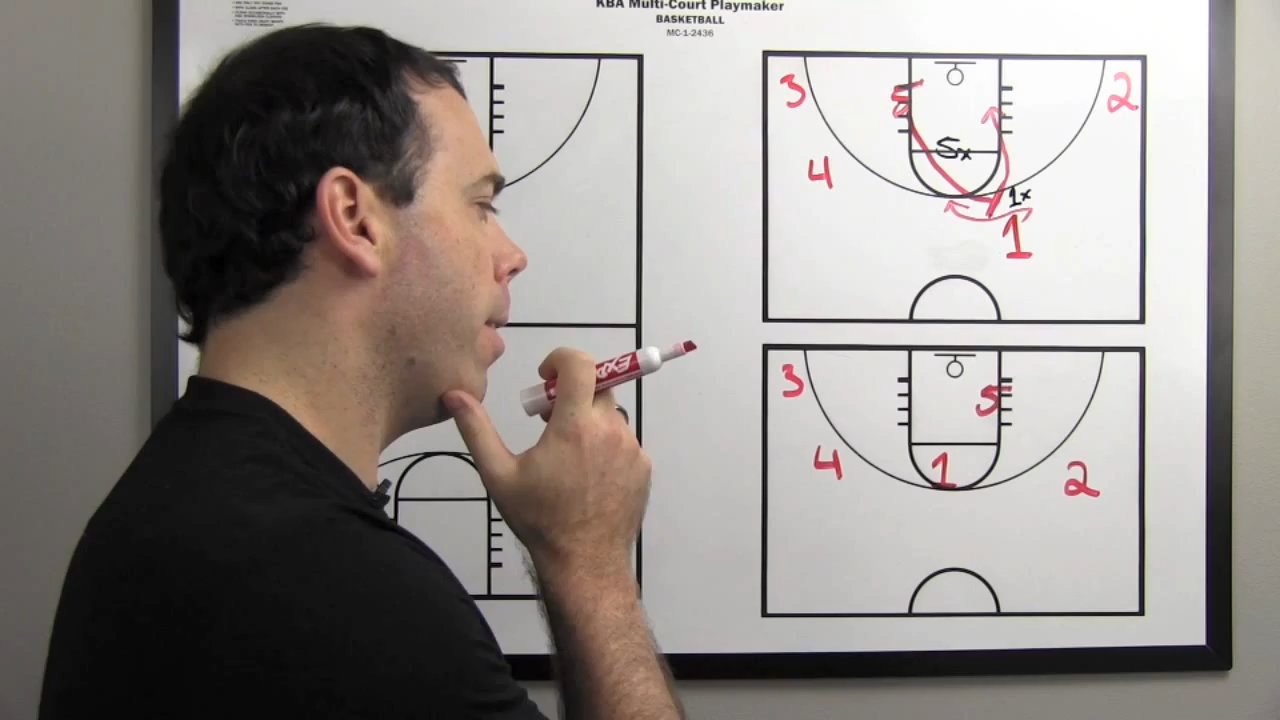 KBA Multi-Court Playmaker
BASKETBALL
MC-1-2436
3
5
2
5x
4
1x
1
3
5
4
1
2
EXPO